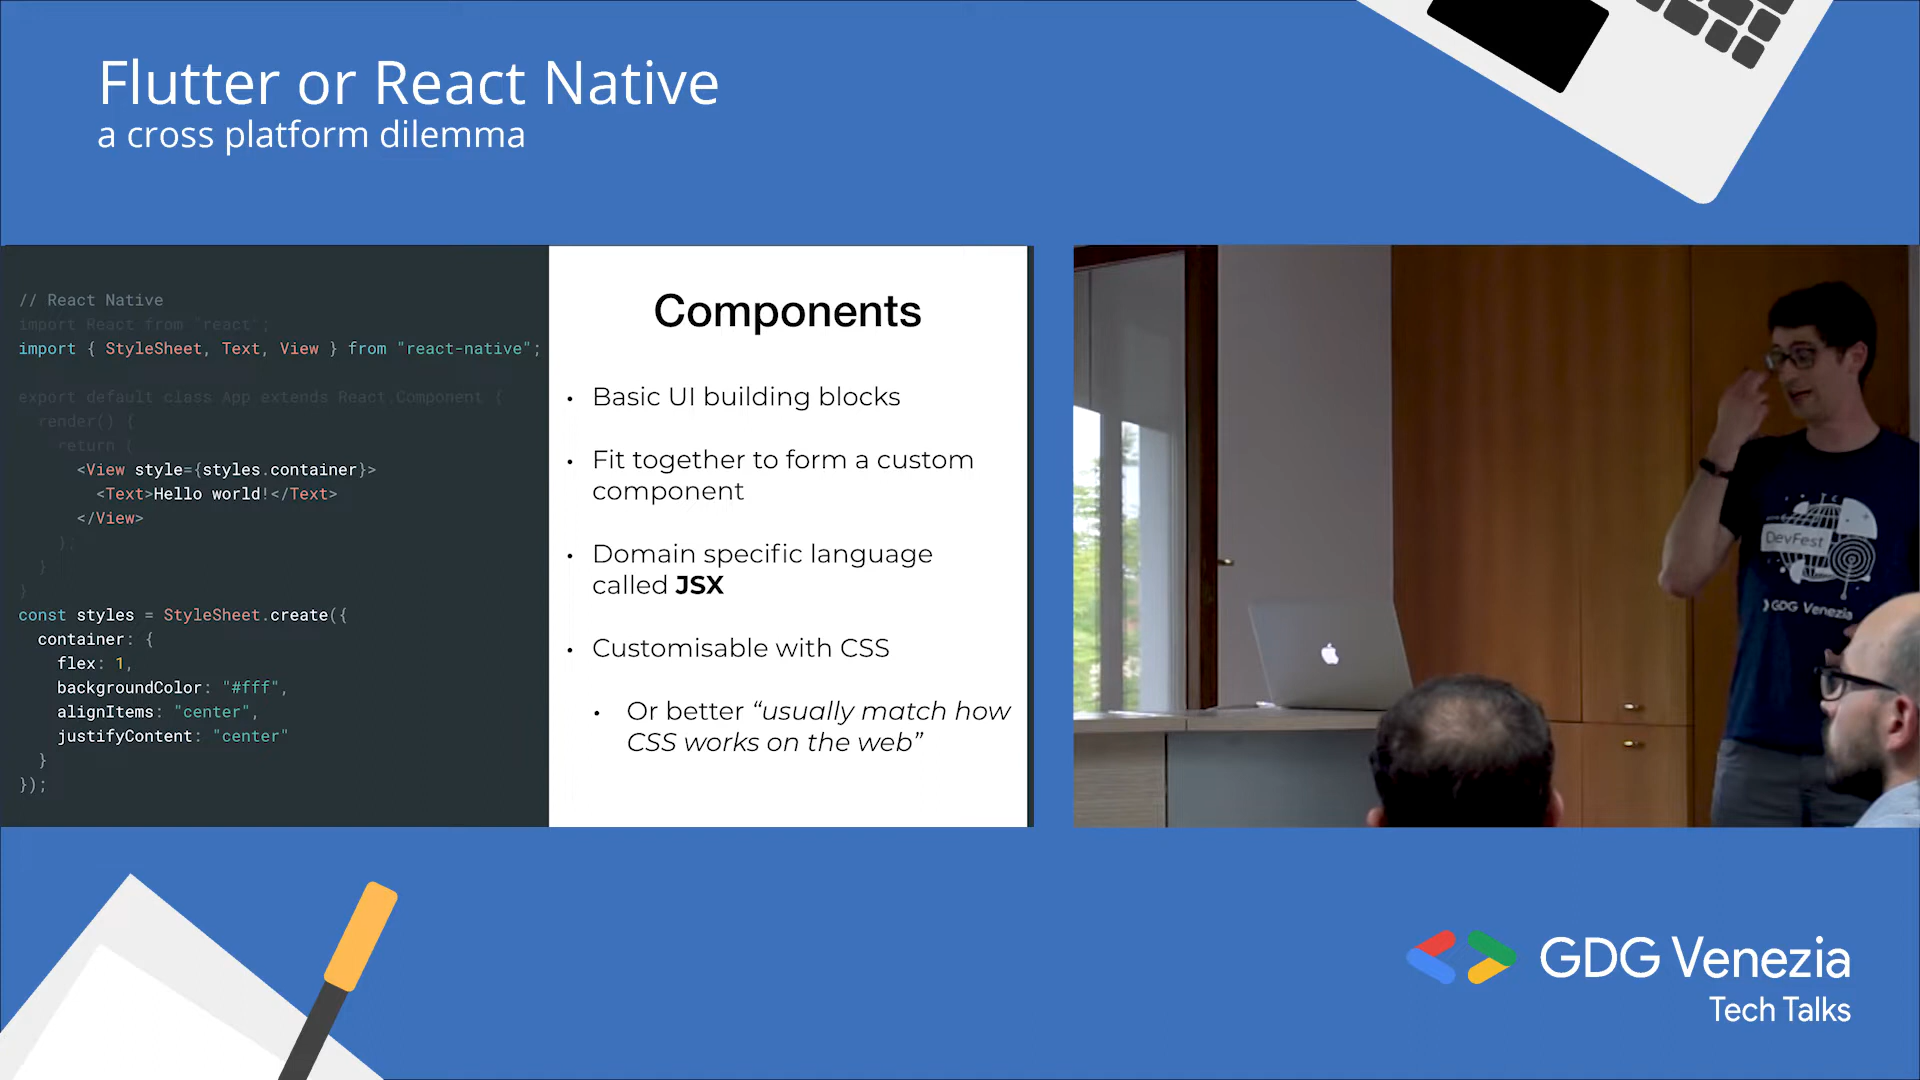 Flutter or React Native
a cross platform dilemma
// React Native
import React from "react";
import { StyleSheet, Text, View } from "react-native";
export default class App extends React.Component {
render() {
return (
<View style={styles.container}>
<Text>Hello world!</Text>
</View>
);
}
}
const styles = StyleSheet.create({
container: {
flex: 1,
backgroundColor: "#fff",
alignItems: "center",
justifyContent: "center"
}
});
Components
• Basic UI building blocks
• Fit together to form a custom
component
• Domain specific language
called JSX
• Customisable with CSS
• Or better “usually match how
CSS works on the web”
DevFest
GDG Venezia
GDG Venezia
Tech Talks